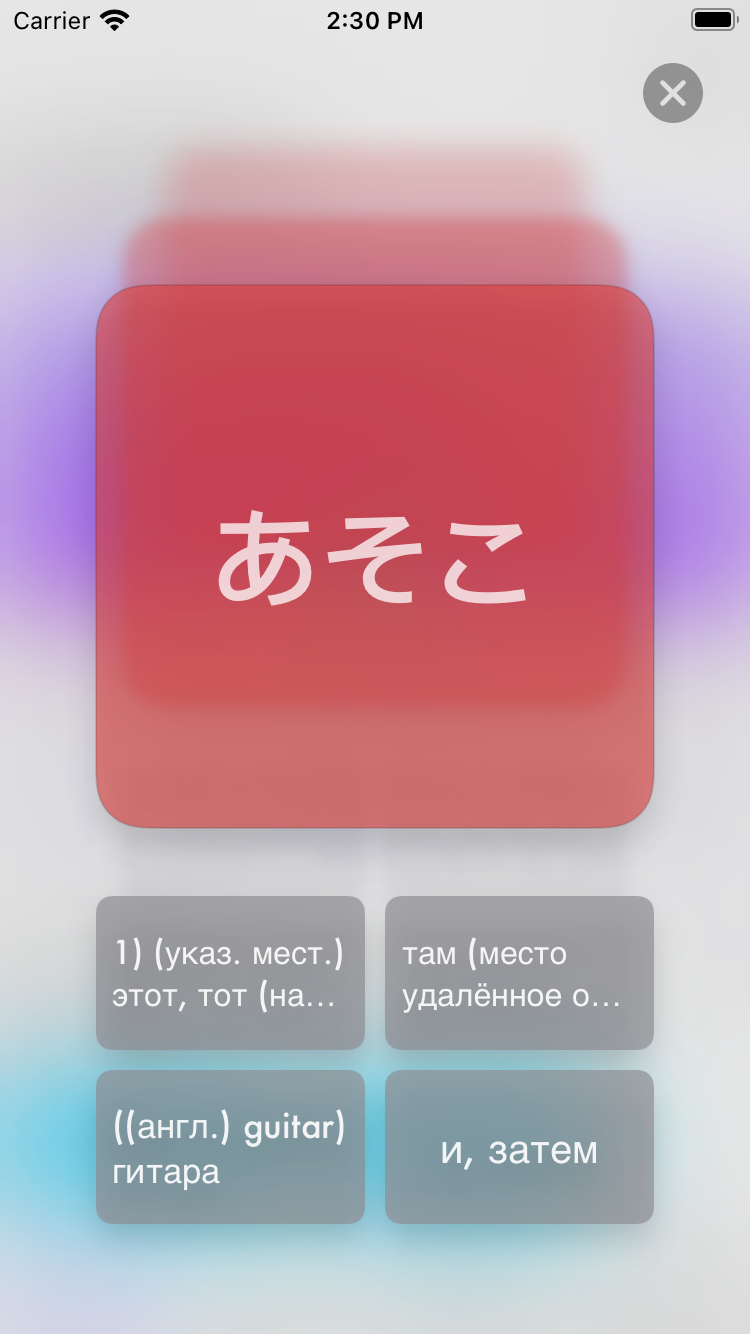 Carrier
2:30 PM
あそこ
1) (указ. мест.)
этот, тот (на...
там (место
удалённое о...
((англ.) guitar)
гитара
и, затем